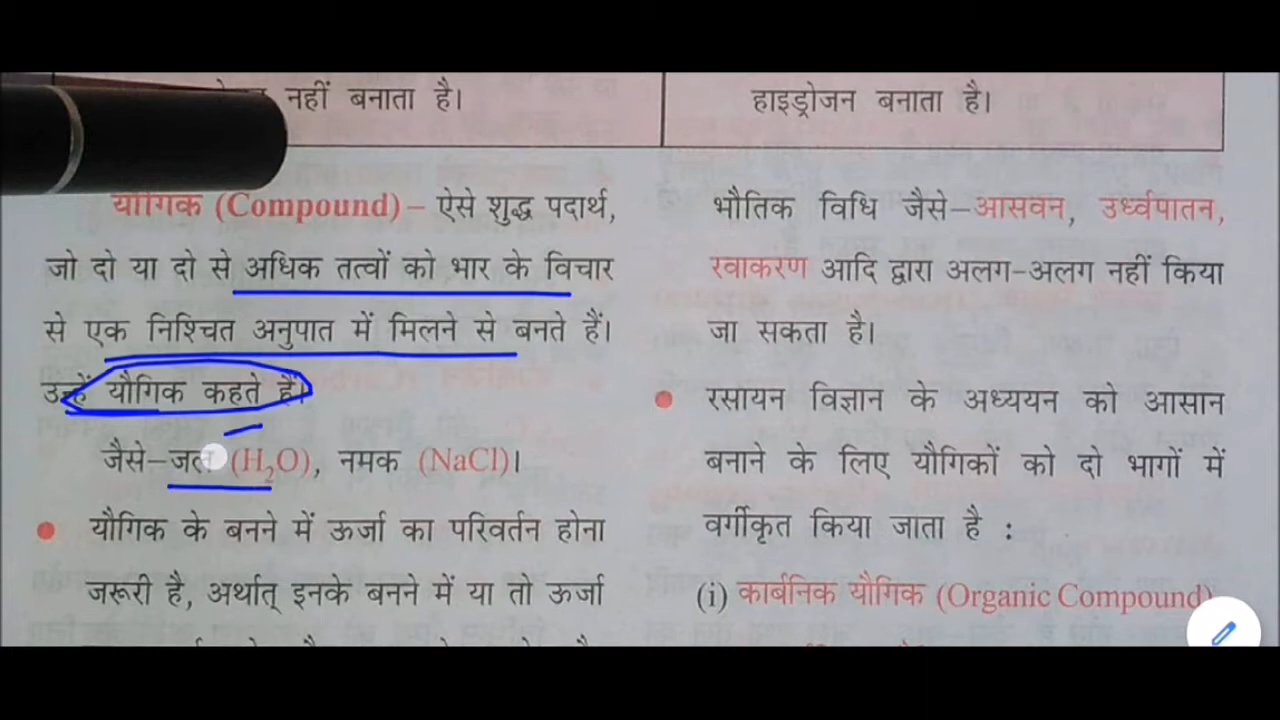 नहीं बनाता है।
हाइड्रोजन बनाता है।
यौगिक (Compound) – ऐसे शुद्ध पदार्थ,
जो दो या दो से अधिक तत्वों को भार के विचार
से एक निश्चित अनुपात में मिलने से बनते हैं।
उन्हें यौगिक कहते हैं।
जैसे–जल (H₂O), नमक (NaCl)।
यौगिक के बनने में ऊर्जा का परिवर्तन होना
जरूरी है, अर्थात् इनके बनने में या तो ऊर्जा
भौतिक विधि जैसे–आसवन, उर्ध्वपातन,
रवाकरण आदि द्वारा अलग-अलग नहीं किया
जा सकता है।
रसायन विज्ञान के अध्ययन को आसान
बनाने के लिए यौगिकों को दो भागों में
वर्गीकृत किया जाता है :
(i) कार्बनिक यौगिक (Organic Compound)